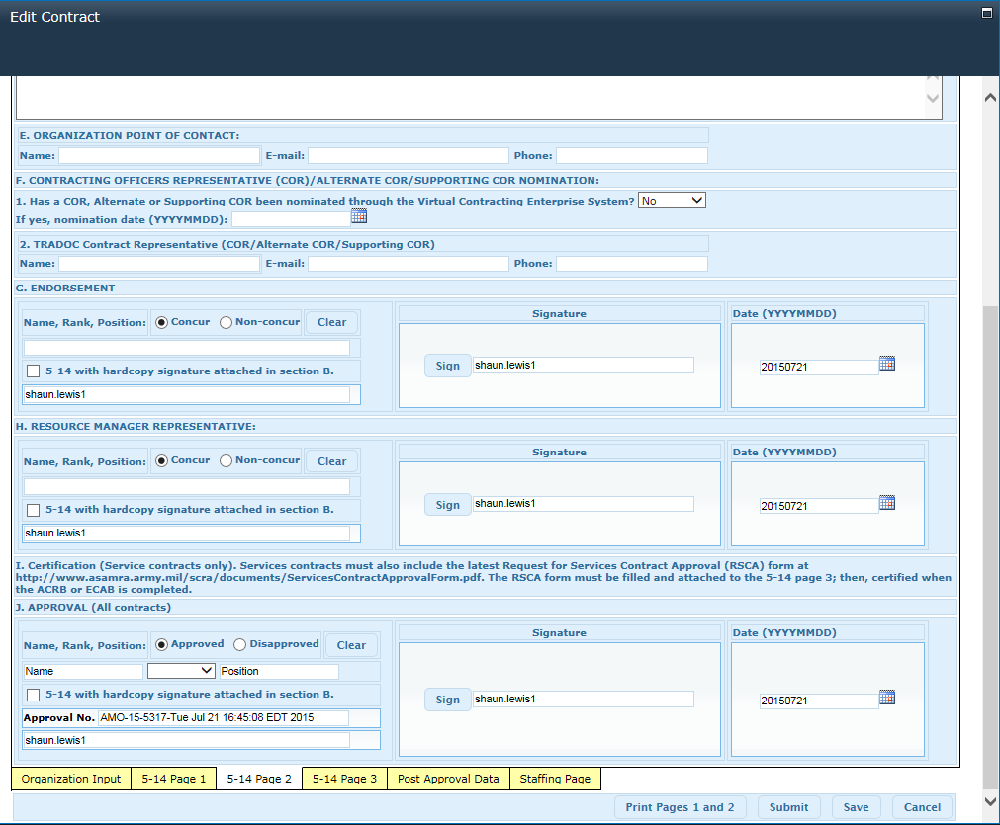 Edit Contract
E. ORGANIZATION POINT OF CONTACT:
Name: E-mail: Phone:
F. CONTRACTING OFFICERS REPRESENTATIVE (COR)/ALTERNATE COR/SUPPORTING COR NOMINATION:
1. Has a COR, Alternate or Supporting COR been nominated through the Virtual Contracting Enterprise System? No
If yes, nomination date (YYYYMMDD):
2. TRADOC Contract Representative (COR/Alternate COR/Supporting COR)
Name: E-mail: Phone:
G. ENDORSEMENT
Name, Rank, Position: Concur Non-concur Clear
5-14 with hardcopy signature attached in section B.
shaun.lewis1
Signature
Sign shaun.lewis1
Date (YYYYMMDD)
20150721
H. RESOURCE MANAGER REPRESENTATIVE:
Name, Rank, Position: Concur Non-concur Clear
5-14 with hardcopy signature attached in section B.
shaun.lewis1
Signature
Sign shaun.lewis1
Date (YYYYMMDD)
20150721
I. Certification (Service contracts only). Services contracts must also include the latest Request for Services Contract Approval (RSCA) form at
http://www.asamra.army.mil/scra/documents/ServicesContractApprovalForm.pdf. The RSCA form must be filled and attached to the 5-14 page 3; then, certified when
the ACRB or ECAB is completed.
J. APPROVAL (All contracts)
Name, Rank, Position: Approved Disapproved Clear
Name Position
5-14 with hardcopy signature attached in section B.
Approval No. AMO-15-5317-Tue Jul 21 16:45:08 EDT 2015
shaun.lewis1
Signature
Sign shaun.lewis1
Date (YYYYMMDD)
20150721
Organization Input 5-14 Page 1 5-14 Page 2 5-14 Page 3 Post Approval Data Staffing Page
Print Pages 1 and 2 Submit Save Cancel